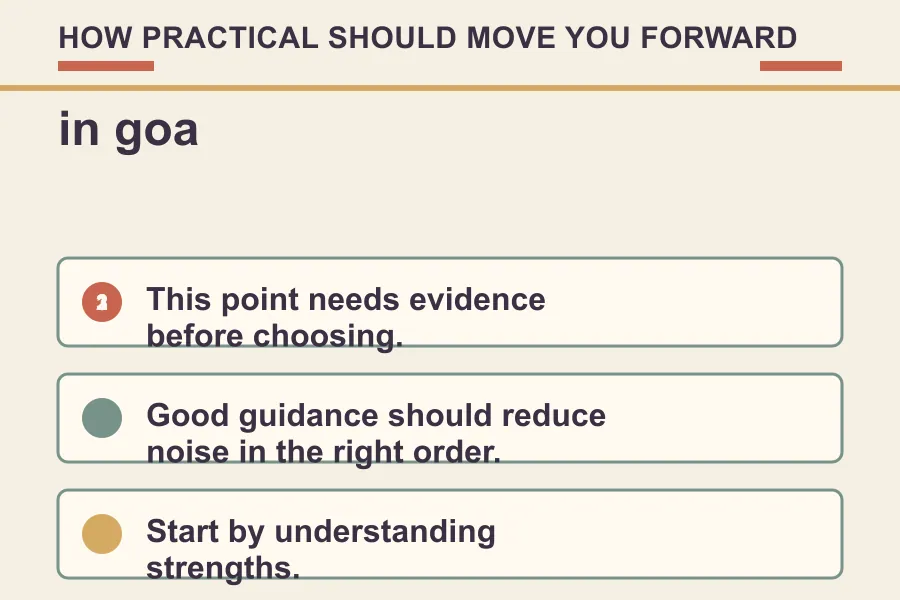 HOW PRACTICAL SHOULD MOVE YOU FORWARD
in goa
This point needs evidence
before choosing.
Good guidance should reduce
noise in the right order.
Start by understanding
strengths.